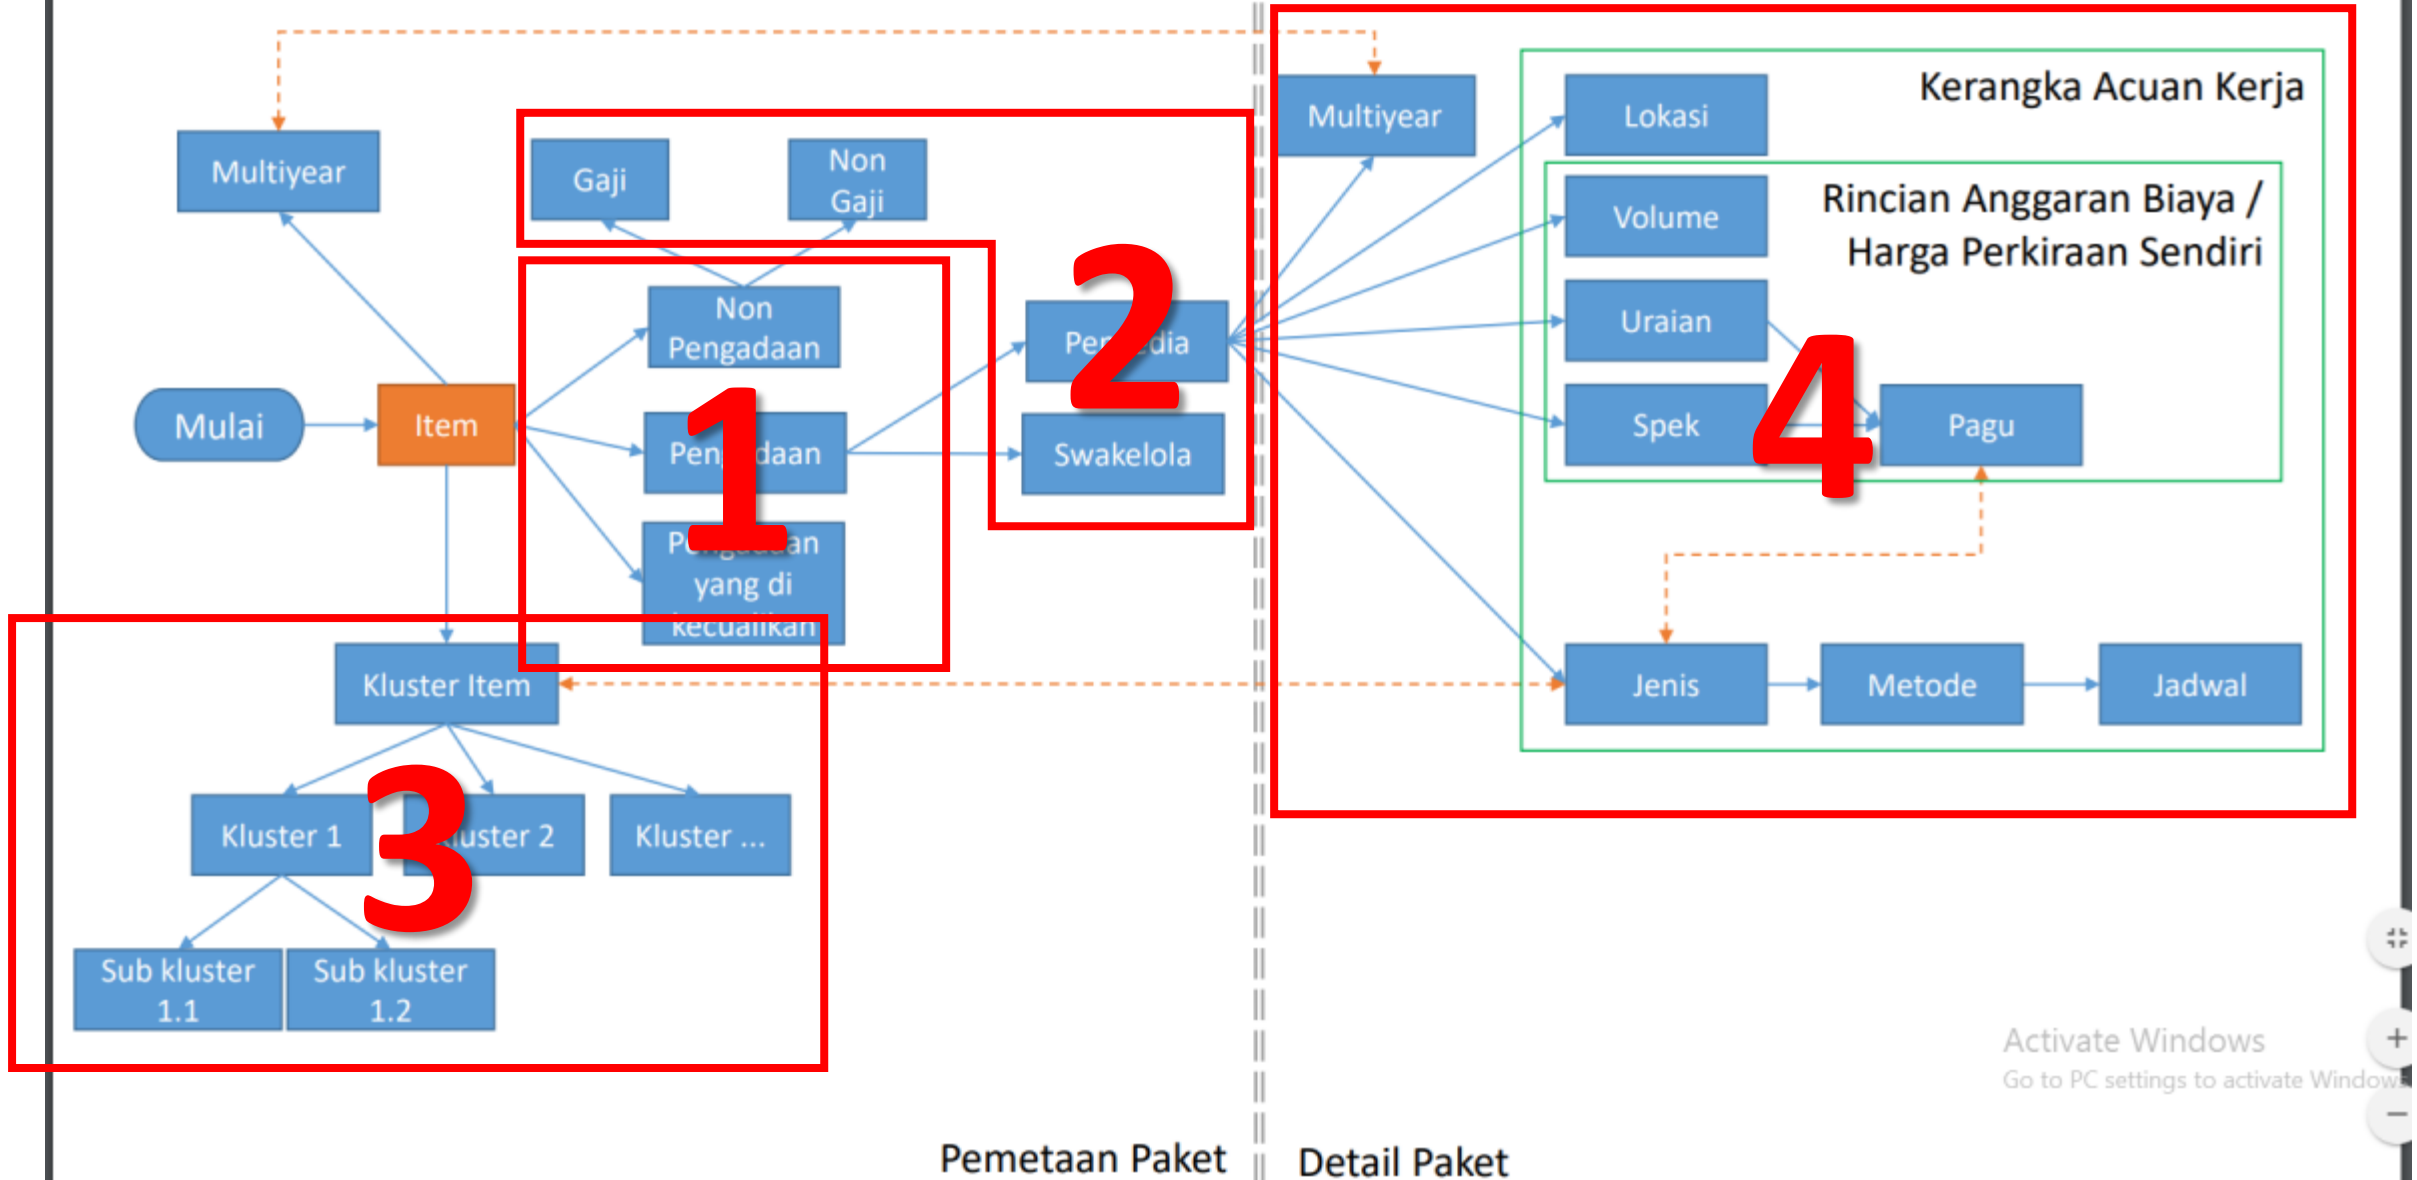 Multiyear
Gaji
Non
Gaji
Non
Pengadaan
Mulai
Item
yang di
kecualikan
Swakelola
1
2
Kluster Item
Kluster 1
Kluster ...
Sub kluster
1.1
Sub kluster
1.2
3
Pemetaan Paket
Multiyear
Lokasi
Kerangka Acuan Kerja
Volume
Rincian Anggaran Biaya /
Harga Perkiraan Sendiri
Uraian
Spek
Pagu
4
Jenis
Metode
Jadwal
Detail Paket
Activate Windows
Go to PC settings to activate Windows